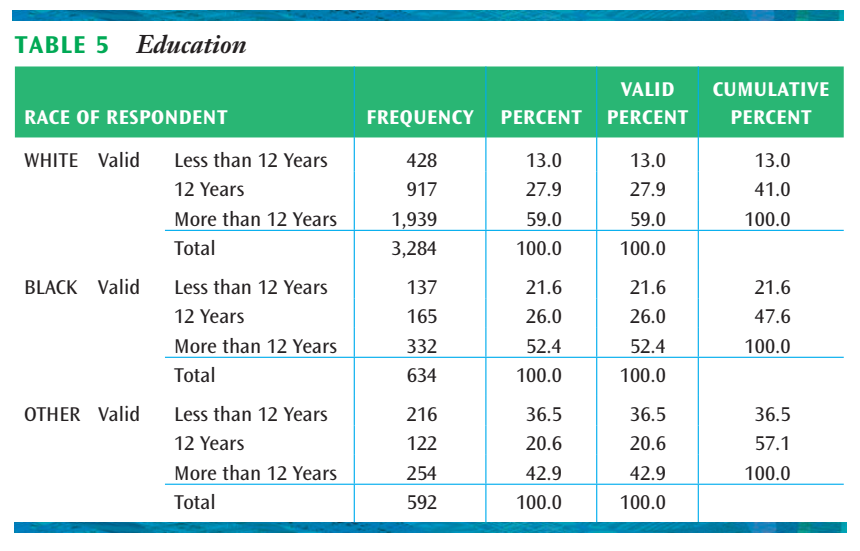 TABLE 5 Education
RACE OF RESPONDENT FREQUENCY PERCENT VALID PERCENT CUMULATIVE PERCENT
WHITE Valid Less than 12 Years 428 13.0 13.0 13.0
12 Years 917 27.9 27.9 41.0
More than 12 Years 1,939 59.0 59.0 100.0
Total 3,284 100.0 100.0
BLACK Valid Less than 12 Years 137 21.6 21.6 21.6
12 Years 165 26.0 26.0 47.6
More than 12 Years 332 52.4 52.4 100.0
Total 634 100.0 100.0
OTHER Valid Less than 12 Years 216 36.5 36.5 36.5
12 Years 122 20.6 20.6 57.1
More than 12 Years 254 42.9 42.9 100.0
Total 592 100.0 100.0